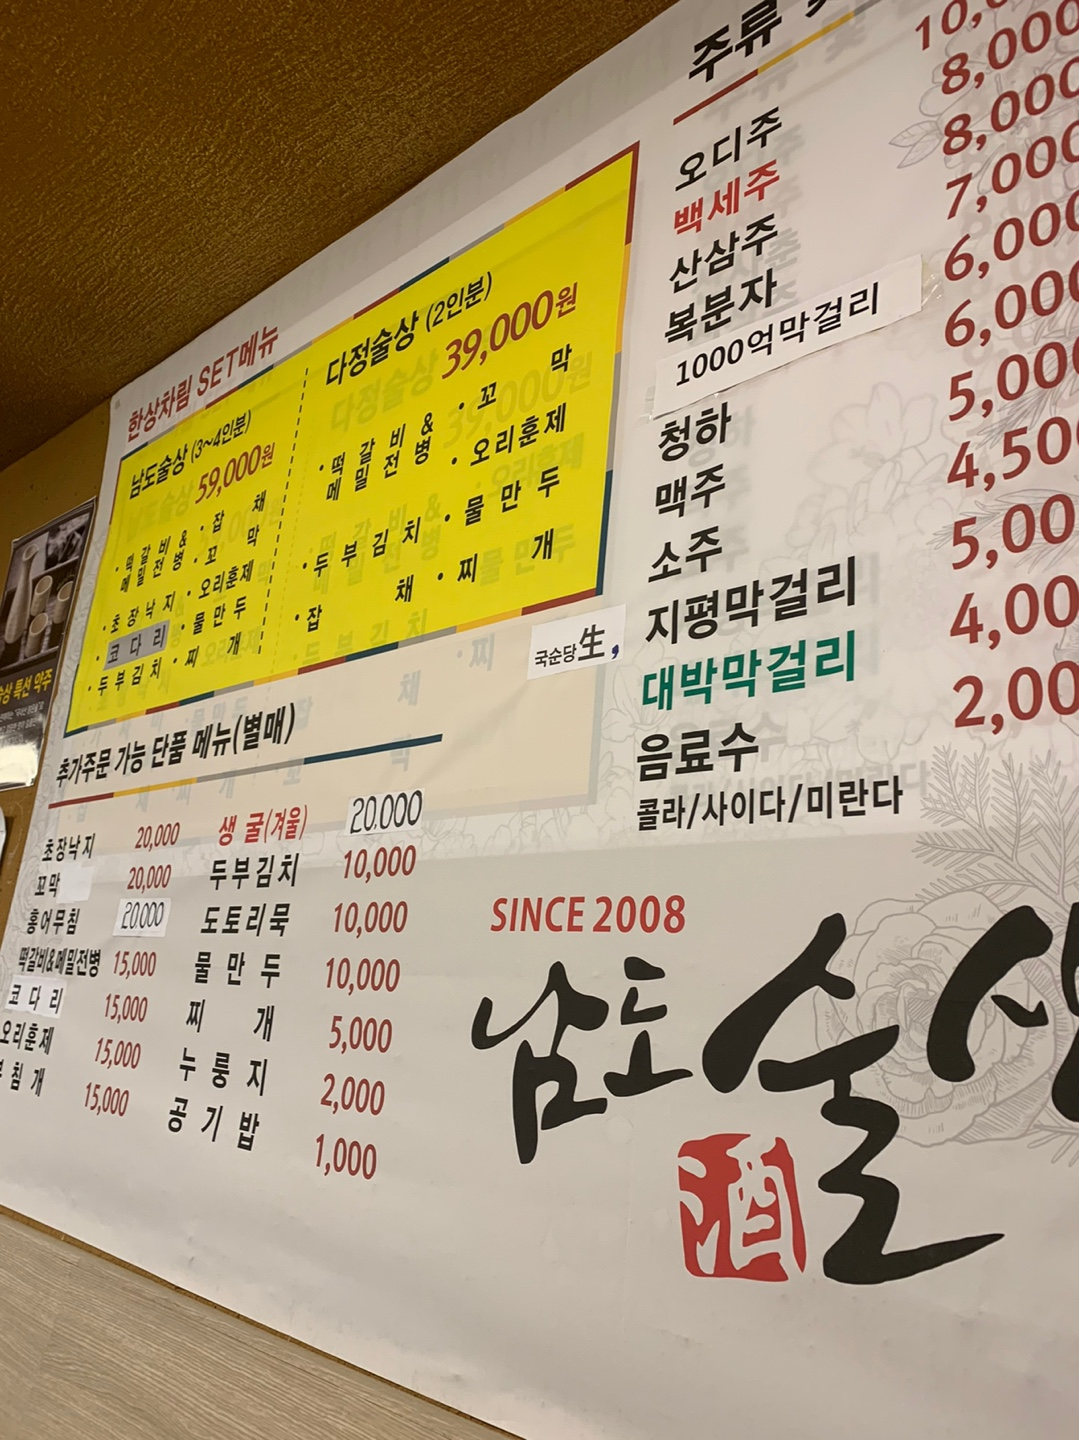 한상차림 SET메뉴
남도술상 (3~4인분)
59,000원
· 떡갈비& 메밀전병
· 잡채
· 꼬막
· 초장낙지
· 오리훈제
· 코다리
· 물만두
· 두부김치
· 찌개
다정술상 (2인분)
39,000원
· 떡갈비& 메밀전병
· 꼬막
· 오리훈제
· 두부김치
· 물만두
· 잡채
· 찌개
추가주문 가능 단품 메뉴(별매)
초장낙지 20,000
꼬막 20,000
홍어무침 20,000
떡갈비&메밀전병 15,000
코다리 15,000
오리훈제 15,000
침개 15,000
생 굴(겨울) 20,000
두부김치 10,000
도토리묵 10,000
물만두 10,000
찌개 5,000
누룽지 2,000
공기밥 1,000
주류
10,
오디주 8,000
백세주 8,000
산삼주 7,000
복분자 6,000
1000억막걸리 6,000
청하 5,000
맥주 4,50
소주 5,00
지평막걸리 4,00
국순당生,
대박막걸리
음료수 2,00
콜라/사이다/미란다
SINCE 2008
남도술상
酒
술상 특선 약주